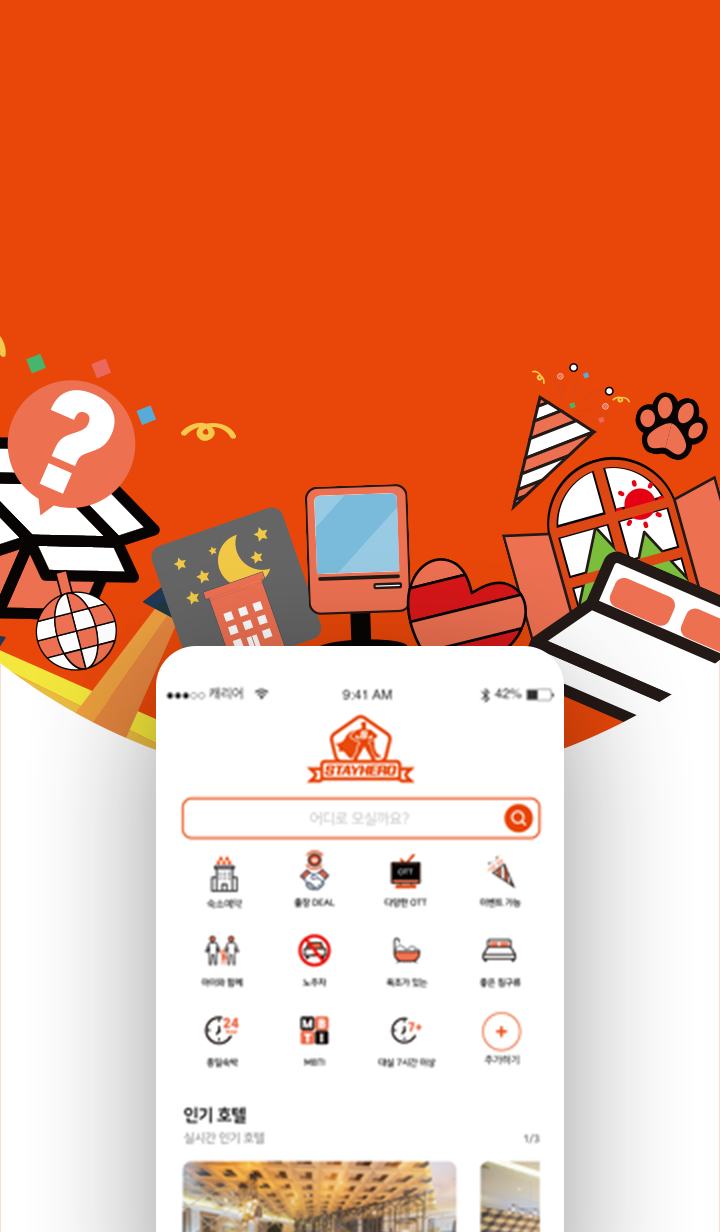 ?
캐리어 9:41 AM 42%
STAYHERO
어디로 모실까요?
숙소예약 출장 DEAL OTT 다양한 OTT 이벤트 가능
아이와 함께 노주차 욕조가 있는 좋은 침구류
24 종일숙박 MBTI MBTI 7+ 대실 7시간 이상 + 추가하기
인기 호텔
실시간 인기 호텔 1/3